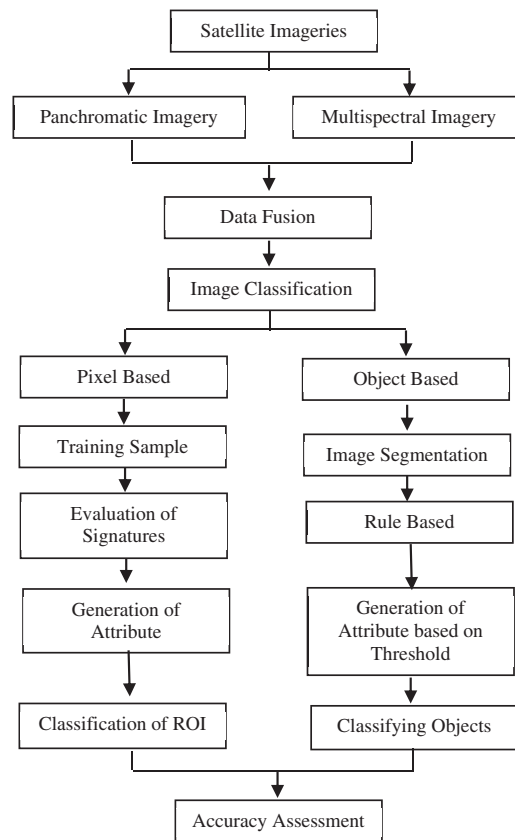 Satellite Imageries
Panchromatic Imagery
Multispectral Imagery
Data Fusion
Image Classification
Pixel Based
Object Based
Training Sample
Image Segmentation
Evaluation of
Signatures
Rule Based
Generation of
Attribute
Generation of
Attribute based on
Threshold
Classification of ROI
Classifying Objects
Accuracy Assessment